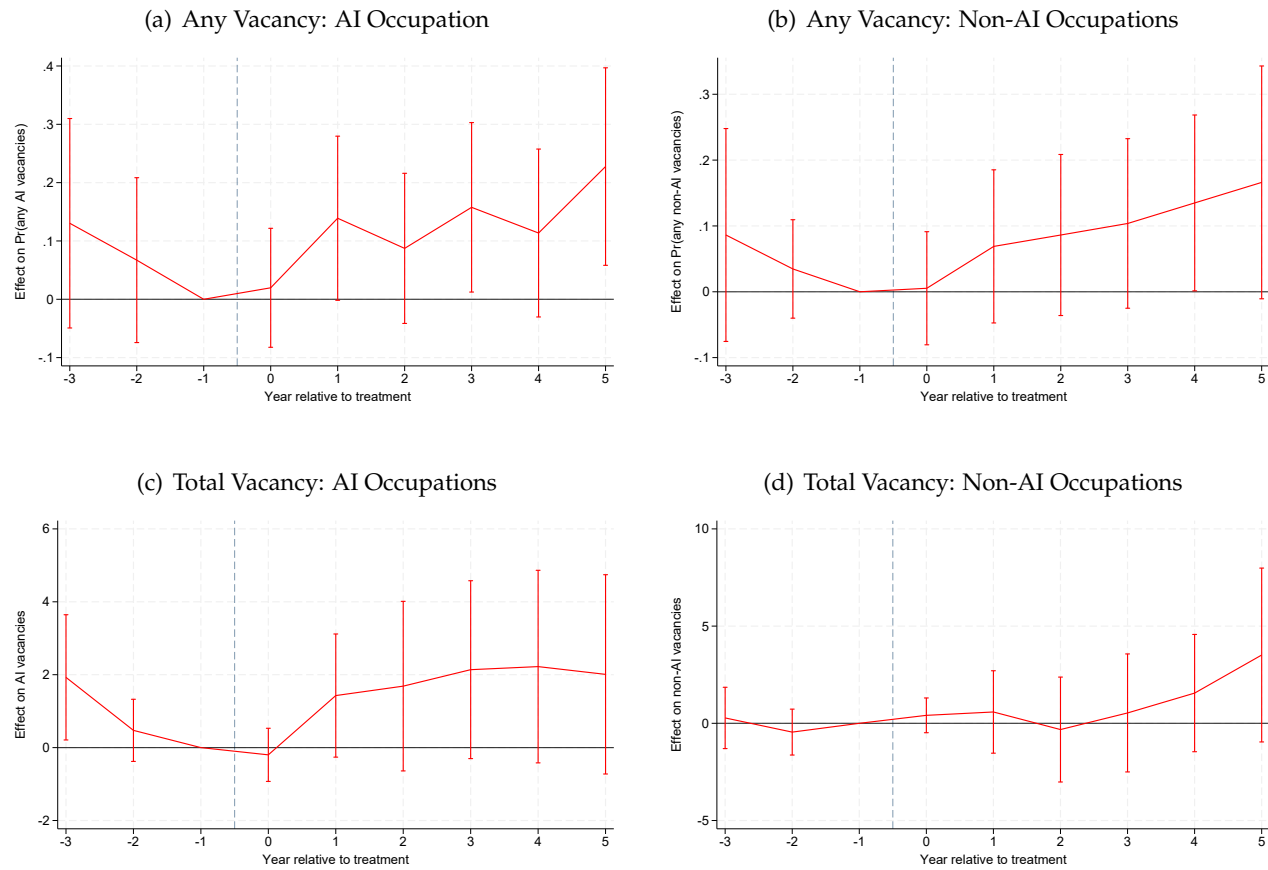 (a) Any Vacancy: AI Occupation
Effect on Pr(any AI vacancies)
.4
.3
.2
.1
0
-.1
-3 -2 -1 0 1 2 3 4 5
Year relative to treatment
(b) Any Vacancy: Non-AI Occupations
Effect on Pr(any non-AI vacancies)
.3
.2
.1
0
-.1
-3 -2 -1 0 1 2 3 4 5
Year relative to treatment
(c) Total Vacancy: AI Occupations
Effect on AI vacancies
6
4
2
0
-2
-3 -2 -1 0 1 2 3 4 5
Year relative to treatment
(d) Total Vacancy: Non-AI Occupations
Effect on non-AI vacancies
10
5
0
-5
-3 -2 -1 0 1 2 3 4 5
Year relative to treatment